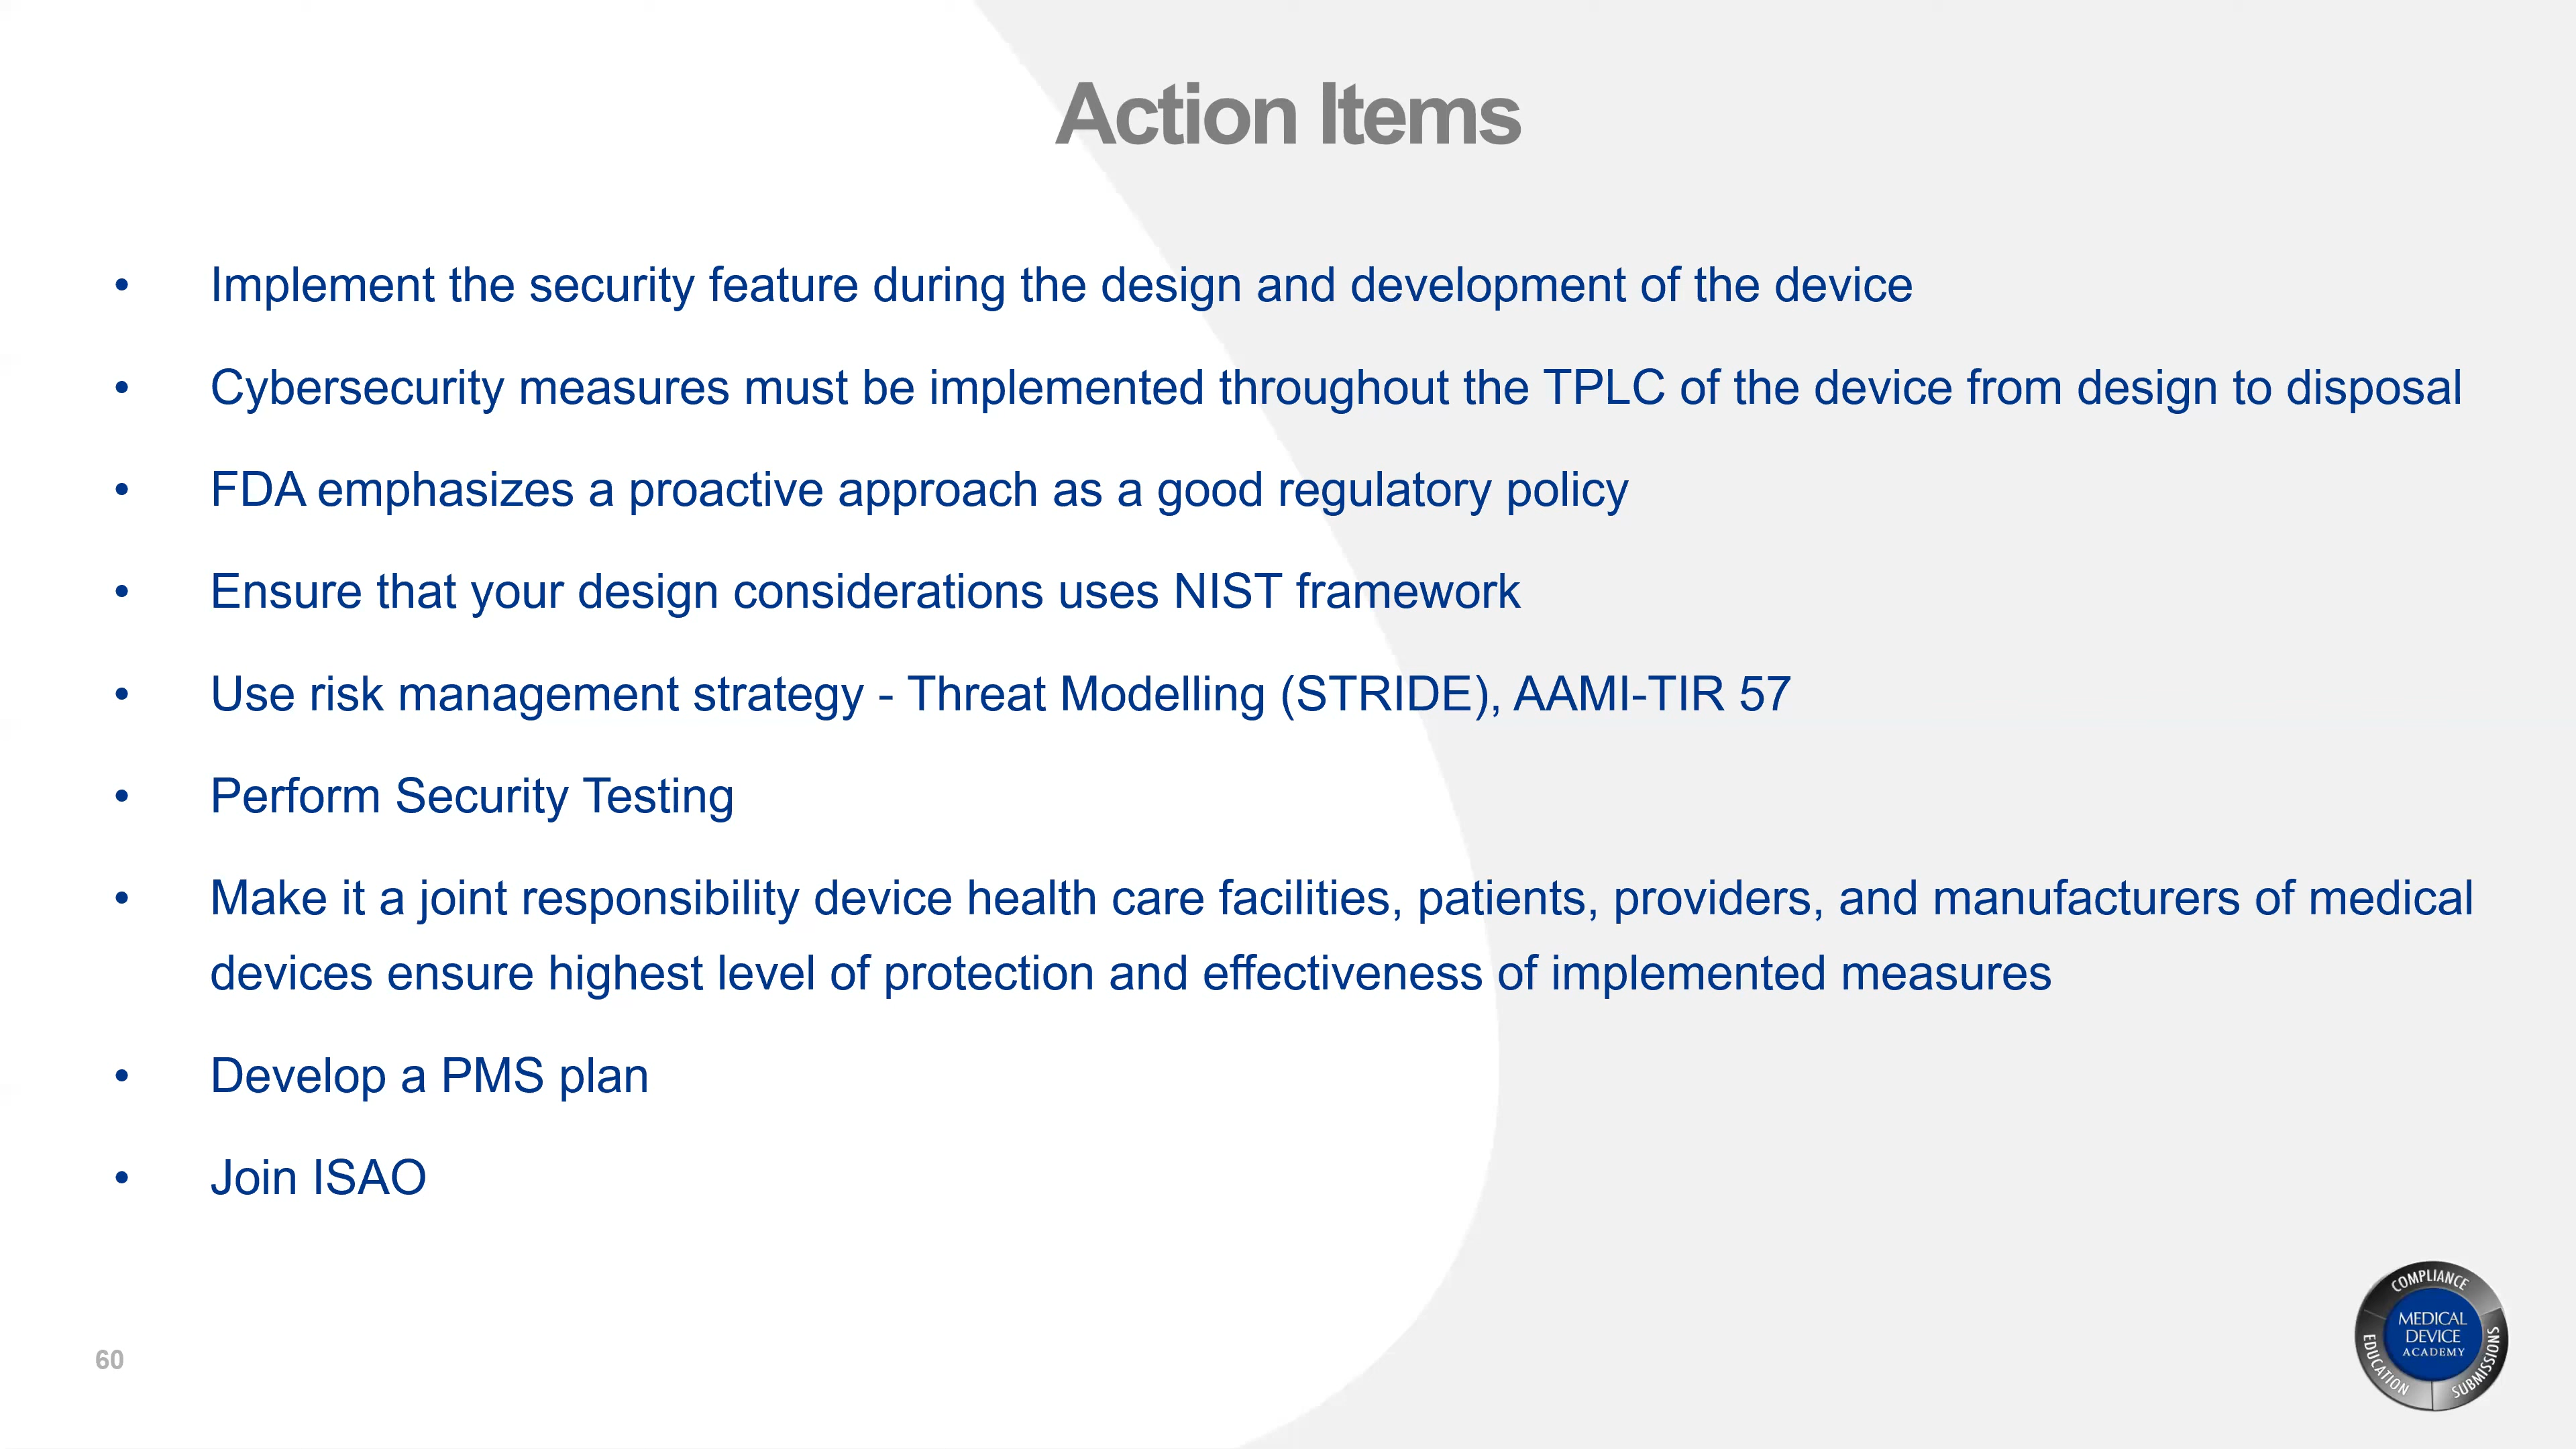 Action Items
• Implement the security feature during the design and development of the device
• Cybersecurity measures must be implemented throughout the TPLC of the device from design to disposal
• FDA emphasizes a proactive approach as a good regulatory policy
• Ensure that your design considerations uses NIST framework
• Use risk management strategy - Threat Modelling (STRIDE), AAMI-TIR 57
• Perform Security Testing
• Make it a joint responsibility device health care facilities, patients, providers, and manufacturers of medical
devices ensure highest level of protection and effectiveness of implemented measures
• Develop a PMS plan
• Join ISAO
60
COMPLIANCE
MEDICAL
DEVICE
ACADEMY
EDUCATION
SUBMISSIONS